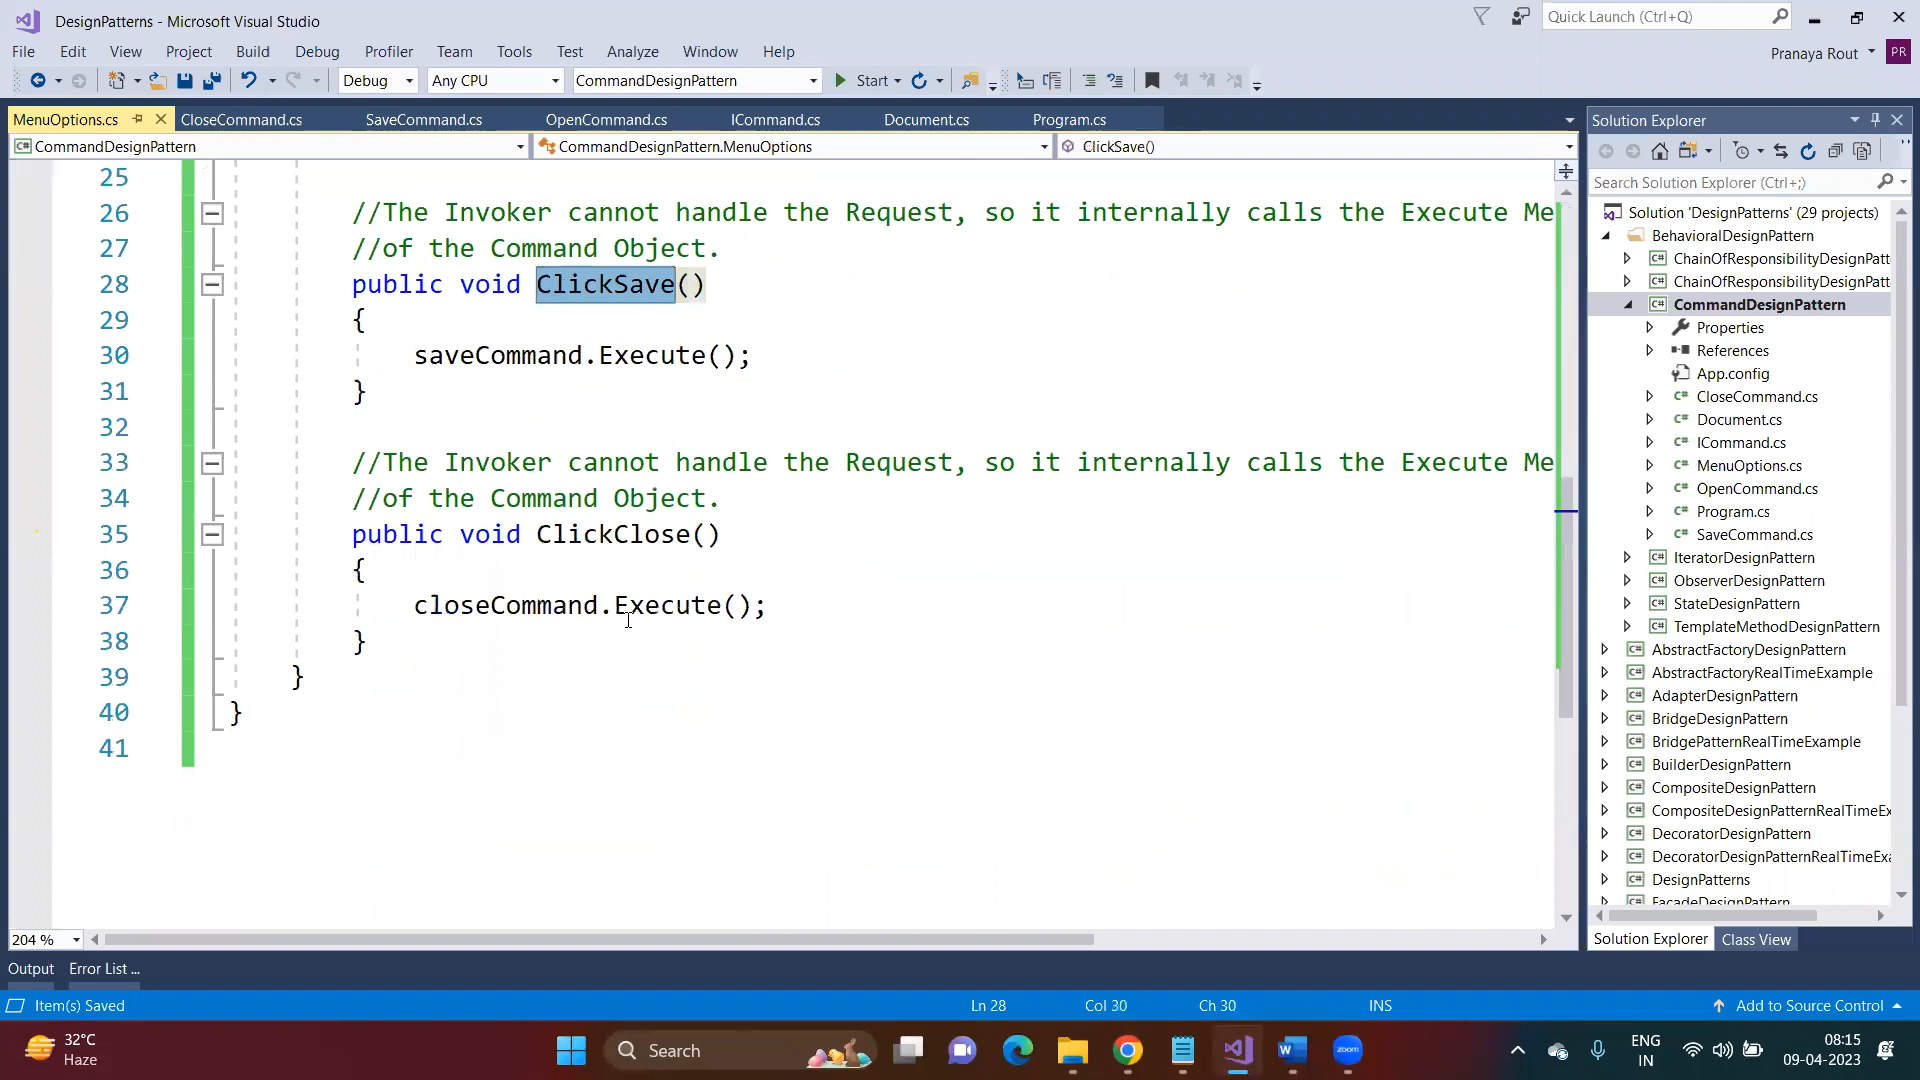 DesignPatterns - Microsoft Visual Studio
Quick Launch (Ctrl+Q)
File Edit View Project Build Debug Profiler Team Tools Test Analyze Window Help
Pranaya Rout PR
Debug Any CPU CommandDesignPattern Start
MenuOptions.cs CloseCommand.cs SaveCommand.cs OpenCommand.cs ICommand.cs Document.cs Program.cs
CommandDesignPattern CommandDesignPattern.MenuOptions ClickSave()
25
26 //The Invoker cannot handle the Request, so it internally calls the Execute Me
27 //of the Command Object.
28 public void ClickSave()
29 {
30 saveCommand.Execute();
31 }
32
33 //The Invoker cannot handle the Request, so it internally calls the Execute Me
34 //of the Command Object.
35 public void ClickClose()
36 {
37 closeCommand.Execute();
38 }
39 }
40 }
41
204 %
Solution Explorer
Search Solution Explorer (Ctrl+;)
Solution 'DesignPatterns' (29 projects)
BehavioralDesignPattern
ChainOfResponsibilityDesignPatt
ChainOfResponsibilityDesignPatt
CommandDesignPattern
Properties
References
App.config
CloseCommand.cs
Document.cs
ICommand.cs
MenuOptions.cs
OpenCommand.cs
Program.cs
SaveCommand.cs
IteratorDesignPattern
ObserverDesignPattern
StateDesignPattern
TemplateMethodDesignPattern
AbstractFactoryDesignPattern
AbstractFactoryRealTimeExample
AdapterDesignPattern
BridgeDesignPattern
BridgePatternRealTimeExample
BuilderDesignPattern
CompositeDesignPattern
CompositeDesignPatternRealTimeEx
DecoratorDesignPattern
DecoratorDesignPatternRealTimeExa
DesignPatterns
FacadeDesignPattern
Solution Explorer Class View
Output Error List ...
Item(s) Saved Ln 28 Col 30 Ch 30 INS Add to Source Control
32°C
Haze
Search
zoom
ENG
IN
08:15
09-04-2023